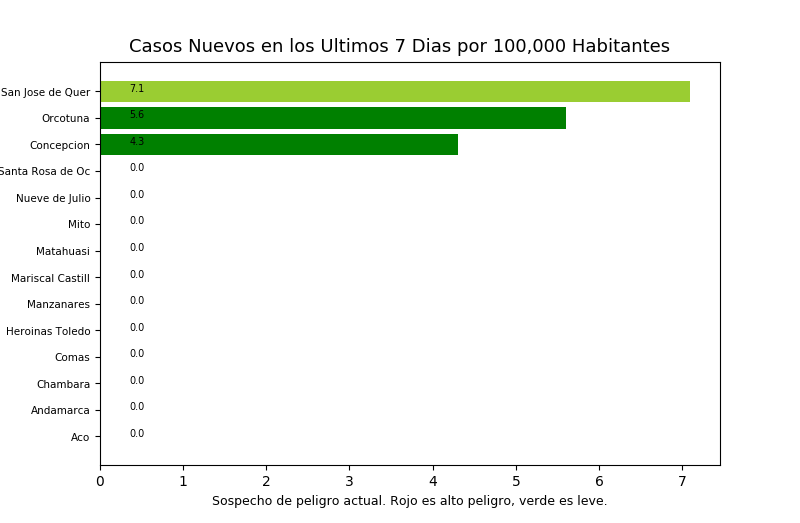 Casos Nuevos en los Ultimos 7 Dias por 100,000 Habitantes
San Jose de Quer 7.1
Orcotuna 5.6
Concepcion 4.3
Santa Rosa de Oc 0.0
Nueve de Julio 0.0
Mito 0.0
Matahuasi 0.0
Mariscal Castill 0.0
Manzanares 0.0
Heroinas Toledo 0.0
Comas 0.0
Chambara 0.0
Andamarca 0.0
Aco 0.0
0 1 2 3 4 5 6 7
Sospecho de peligro actual. Rojo es alto peligro, verde es leve.